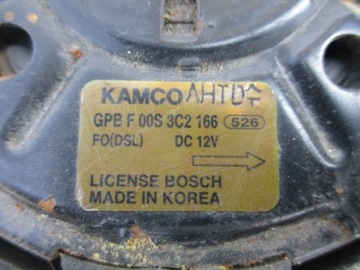 KAMCO AHTD
GPB F 00S 3C2 166 526
FO(DSL) DC 12V
LICENSE BOSCH
MADE IN KOREA